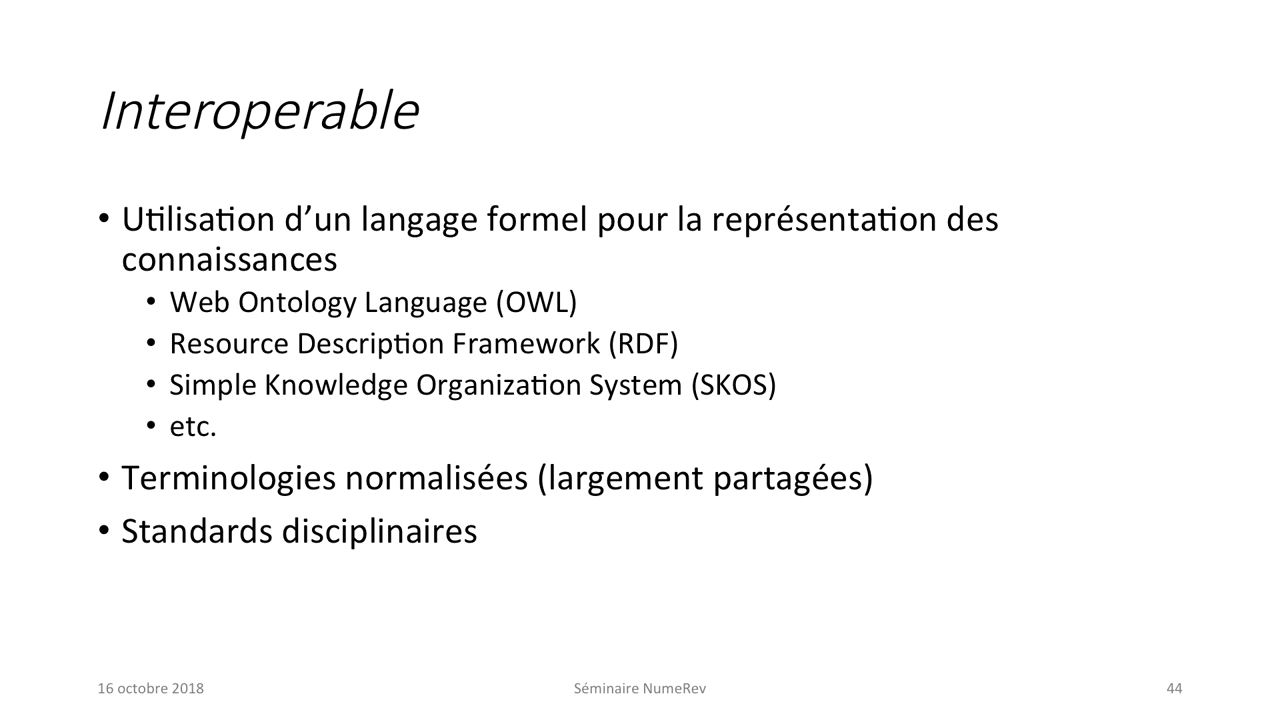 Interoperable
• Utilisation d’un langage formel pour la représentation des
connaissances
• Web Ontology Language (OWL)
• Resource Description Framework (RDF)
• Simple Knowledge Organization System (SKOS)
• etc.
• Terminologies normalisées (largement partagées)
• Standards disciplinaires
16 octobre 2018 Séminaire NumeRev 44